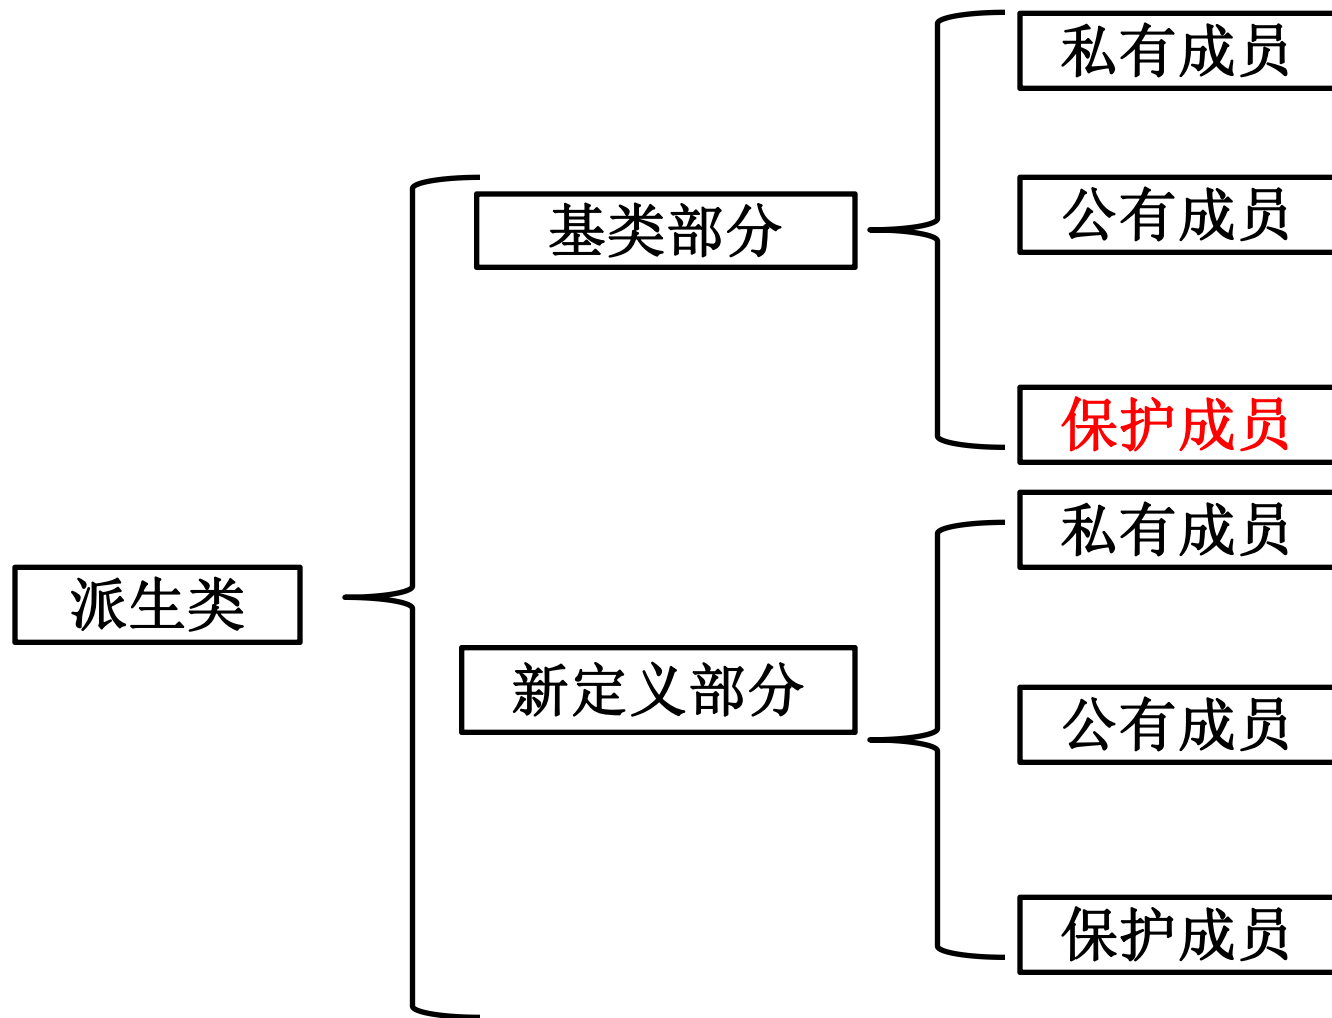 派生类
基类部分
私有成员
公有成员
保护成员
新定义部分
私有成员
公有成员
保护成员